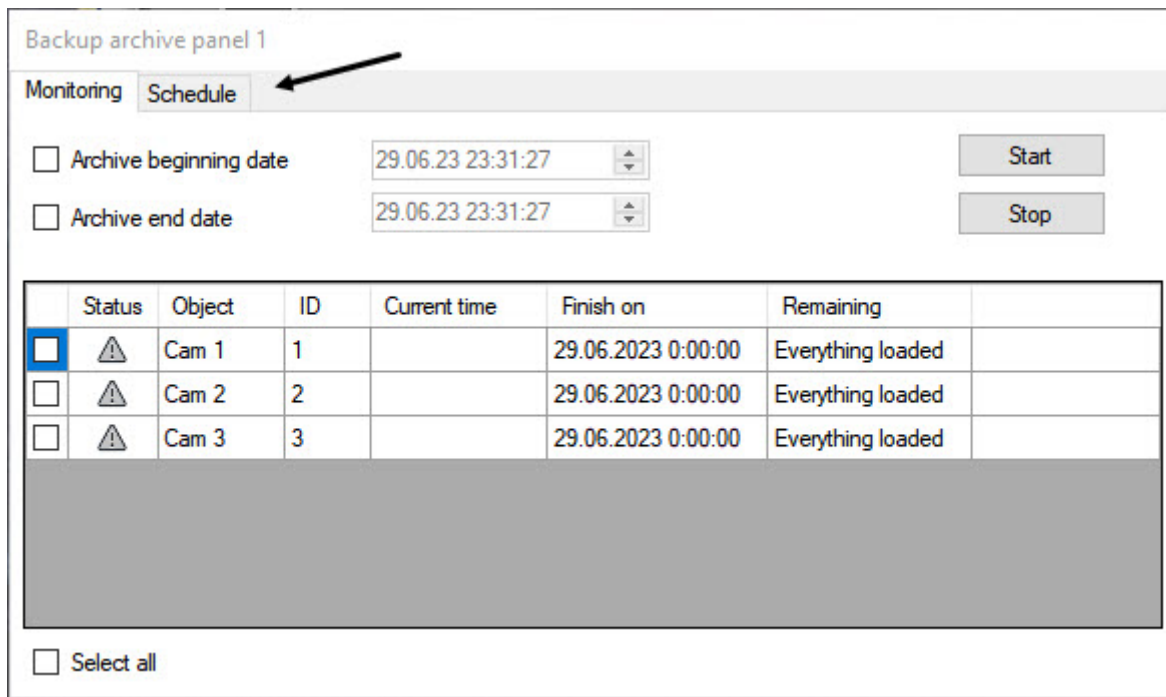 Backup archive panel 1
Monitoring Schedule
Archive beginning date 29.06.23 23:31:27 Start
Archive end date 29.06.23 23:31:27 Stop
Status Object ID Current time Finish on Remaining
Cam 1 1 29.06.2023 0:00:00 Everything loaded
Cam 2 2 29.06.2023 0:00:00 Everything loaded
Cam 3 3 29.06.2023 0:00:00 Everything loaded
Select all